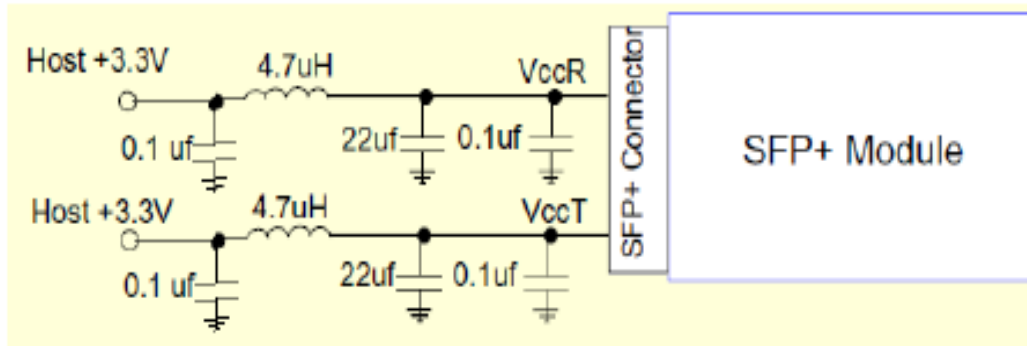 Host +3.3V
4.7uH
VccR
0.1 uf
22uf
0.1uf
Host +3.3V
4.7uH
VccT
0.1 uf
22uf
0.1uf
SFP+ Connector
SFP+ Module